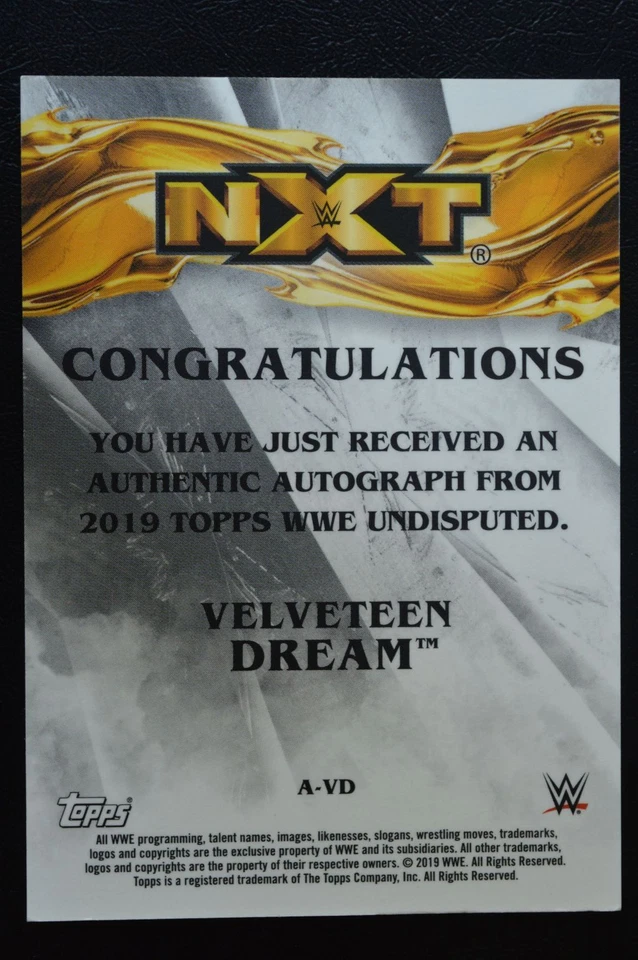 NXT®
CONGRATULATIONS
YOU HAVE JUST RECEIVED AN
AUTHENTIC AUTOGRAPH FROM
2019 TOPPS WWE UNDISPUTED.
VELVETEEN
DREAM™
A-VD
Topps®
All WWE programming, talent names, images, likenesses, slogans, wrestling moves, trademarks,
logos and copyrights are the exclusive property of WWE and its subsidiaries. All other trademarks,
logos and copyrights are the property of their respective owners. © 2019 WWE. All Rights Reserved.
Topps is a registered trademark of The Topps Company, Inc. All Rights Reserved.